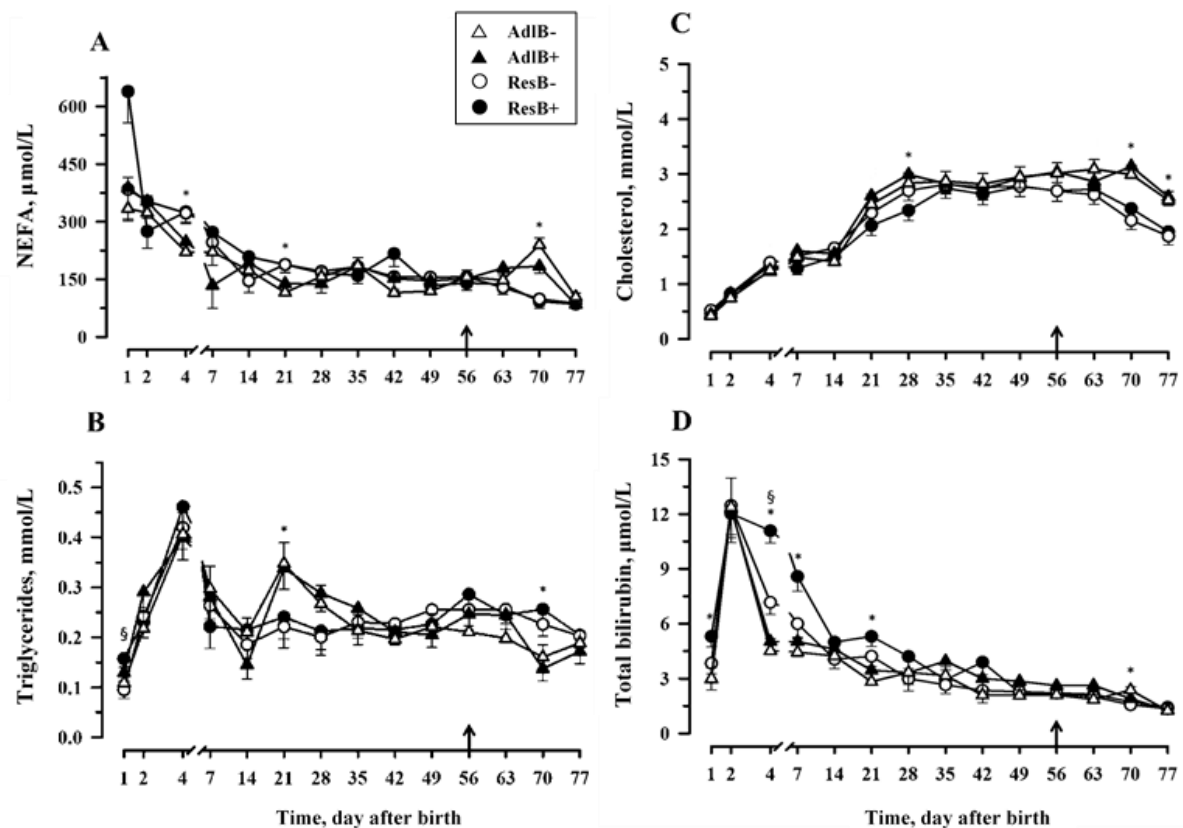 A
AdlB-
AdlB+
ResB-
ResB+
NEFA, µmol/L
600
450
300
150
0
*
*
*
1 2 4 7 14 21 28 35 42 49 56 63 70 77
C
Cholesterol, mmol/L
5
4
3
2
1
0
*
*
*
1 2 4 7 14 21 28 35 42 49 56 63 70 77
B
Triglycerides, mmol/L
0.5
0.4
0.3
0.2
0.1
0.0
§
*
*
1 2 4 7 14 21 28 35 42 49 56 63 70 77
Time, day after birth
D
Total bilirubin, µmol/L
15
12
9
6
3
0
*
§
*
*
*
*
1 2 4 7 14 21 28 35 42 49 56 63 70 77
Time, day after birth